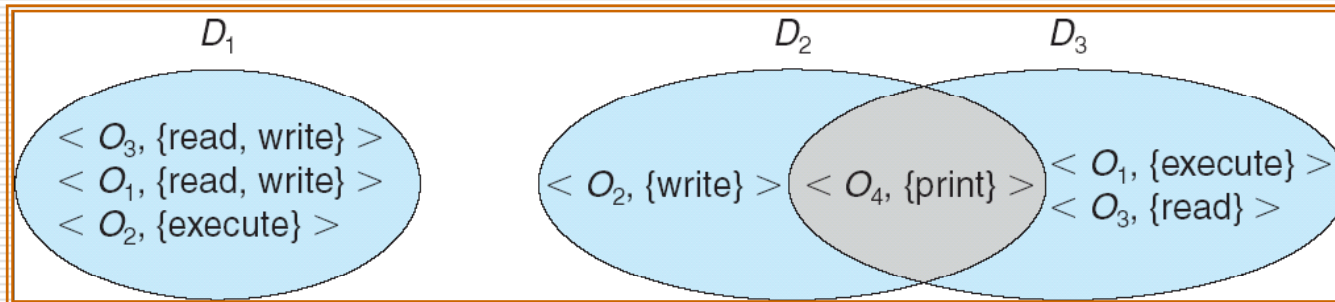 D₁
D₂
D₃
< O₃, {read, write} >
< O₁, {read, write} >
< O₂, {execute} >
< O₂, {write} >
< O₄, {print} >
< O₁, {execute} >
< O₃, {read} >